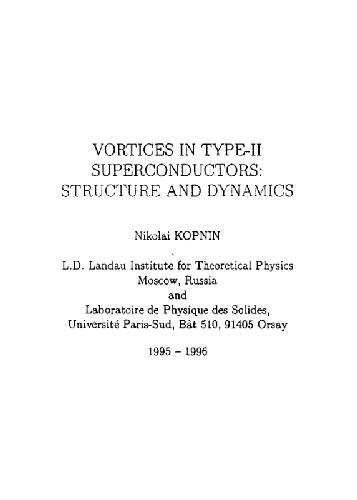 VORTICES IN TYPE-II
SUPERCONDUCTORS:
STRUCTURE AND DYNAMICS
Nikolai KOPNIN
L.D. Landau Institute for Theoretical Physics
Moscow, Russia
and
Laboratoire de Physique des Solides,
Université Paris-Sud, Bât 510, 91405 Orsay
1995 – 1996